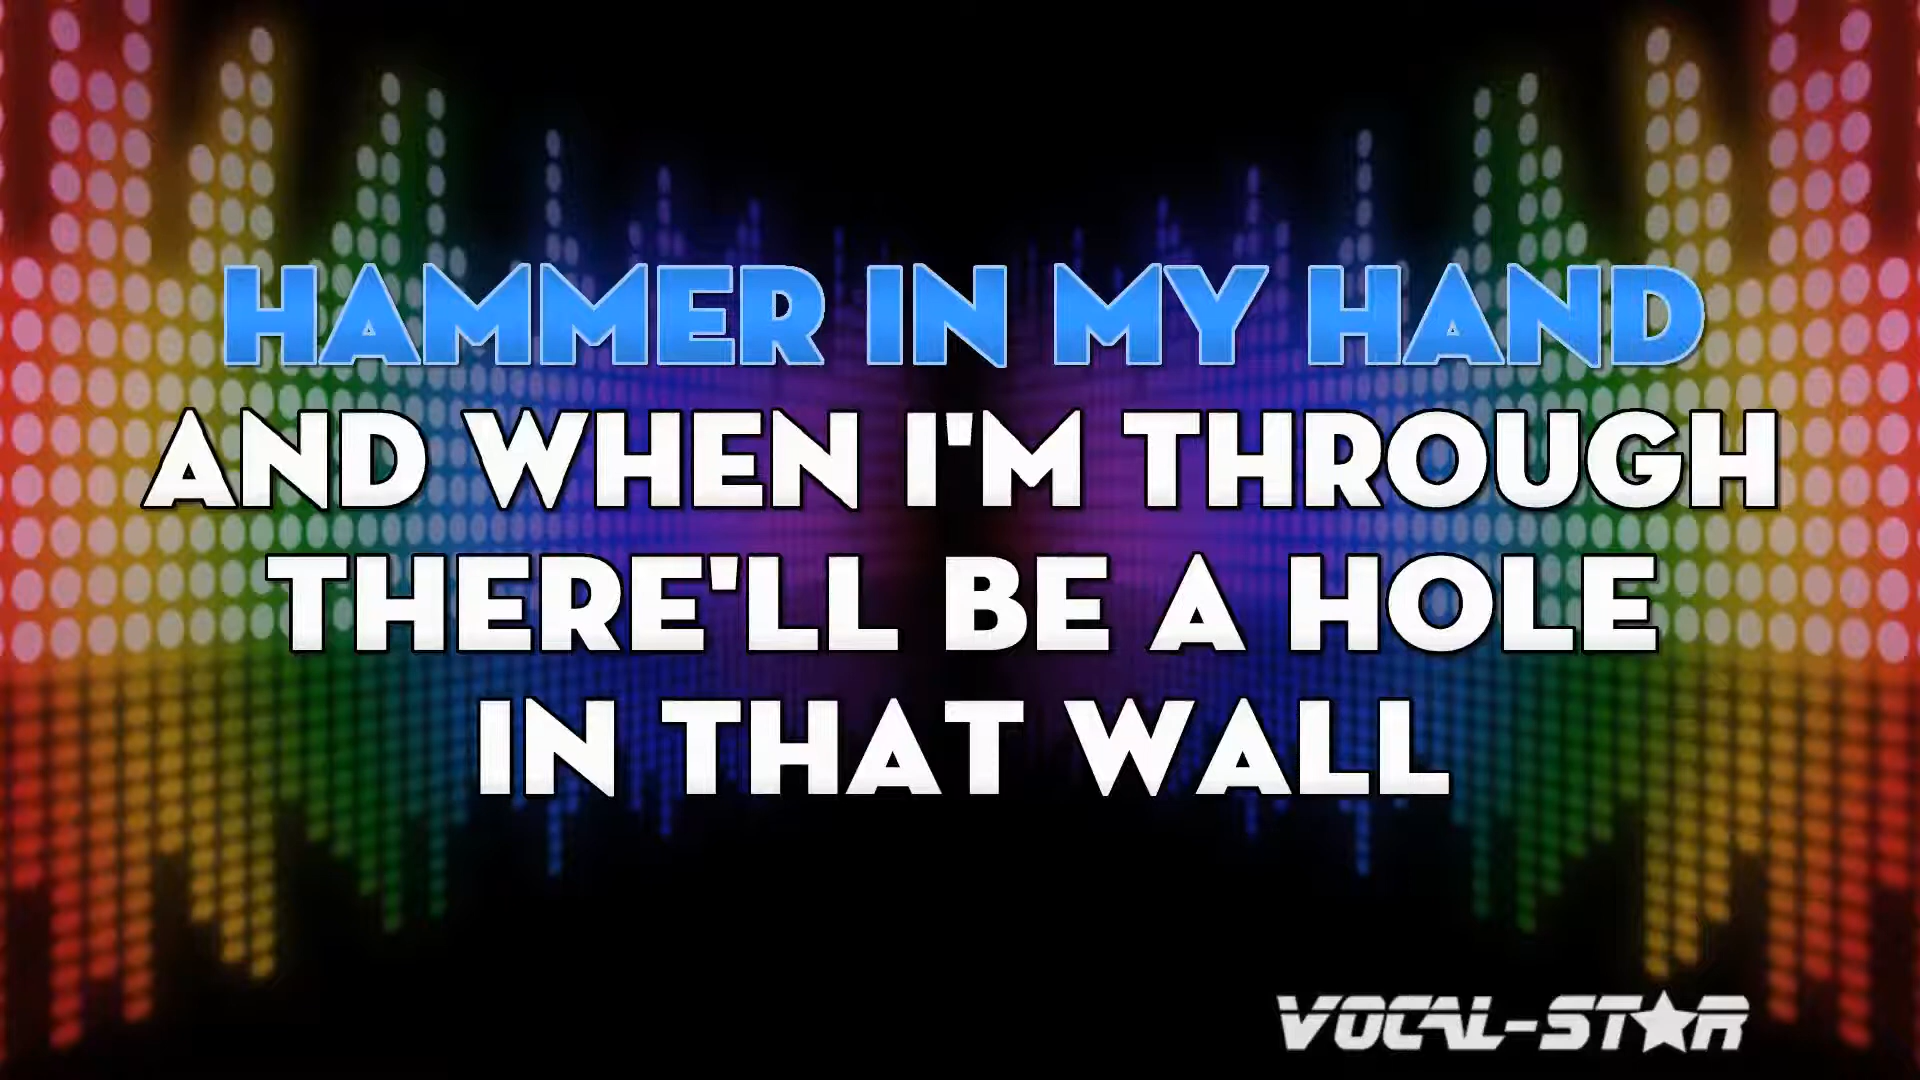 HAMMER IN MY HAND
AND WHEN I'M THROUGH
THERE'LL BE A HOLE
IN THAT WALL
VOCAL-STAR